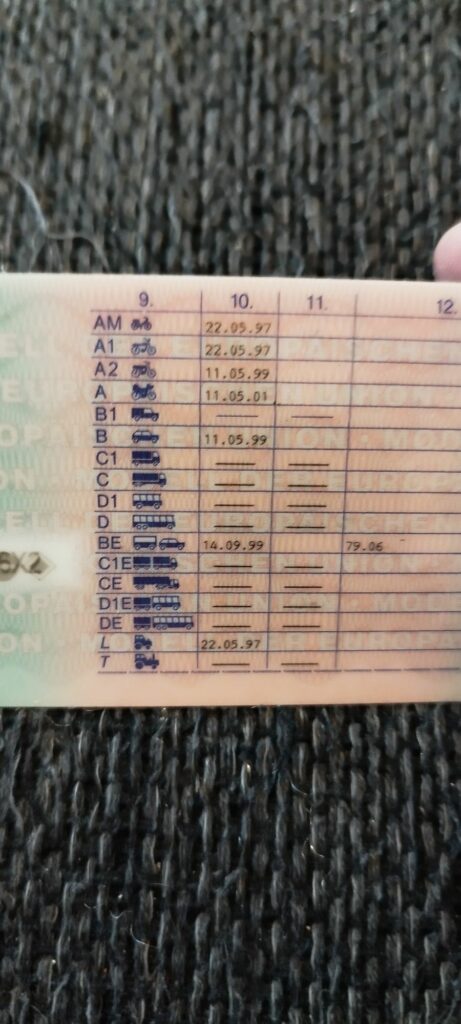 9. 10. 11. 12.
AM 22.05.97
A1 22.05.97
A2 11.05.99
A 11.05.01
B1 — —
B 11.05.99
C1 — —
C — —
D1 — —
D — —
BE 14.09.99 79.06
C1E — —
CE — —
D1E — —
DE — —
L 22.05.97
T — —